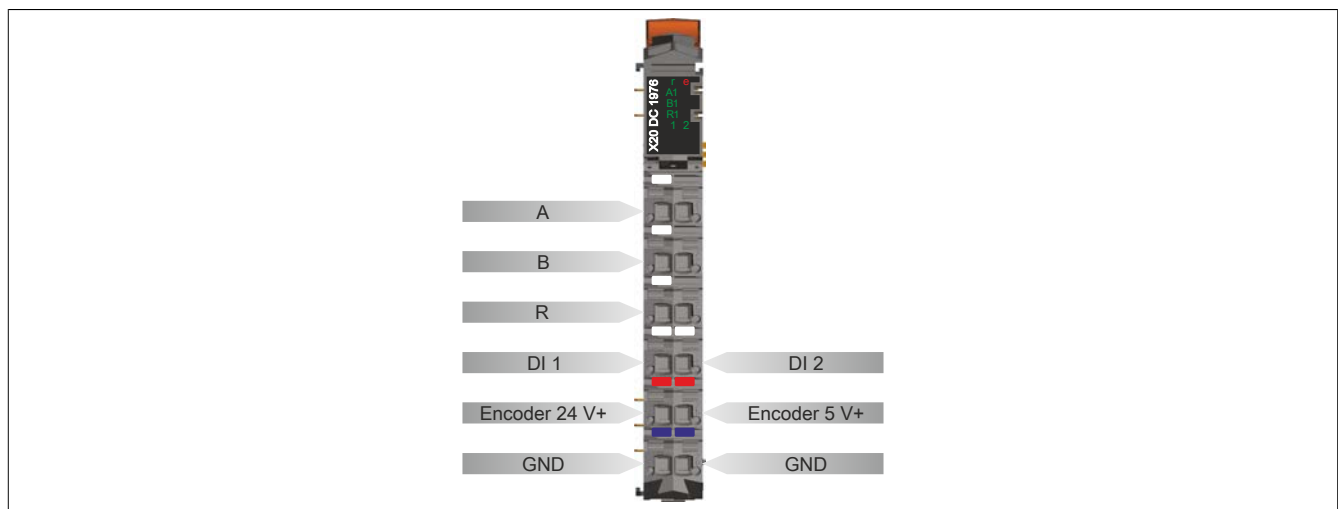 X20 DC 1976
r e
A1
B1
R1
1 2
A
B
R
DI 1 DI 2
Encoder 24 V+ Encoder 5 V+
GND GND